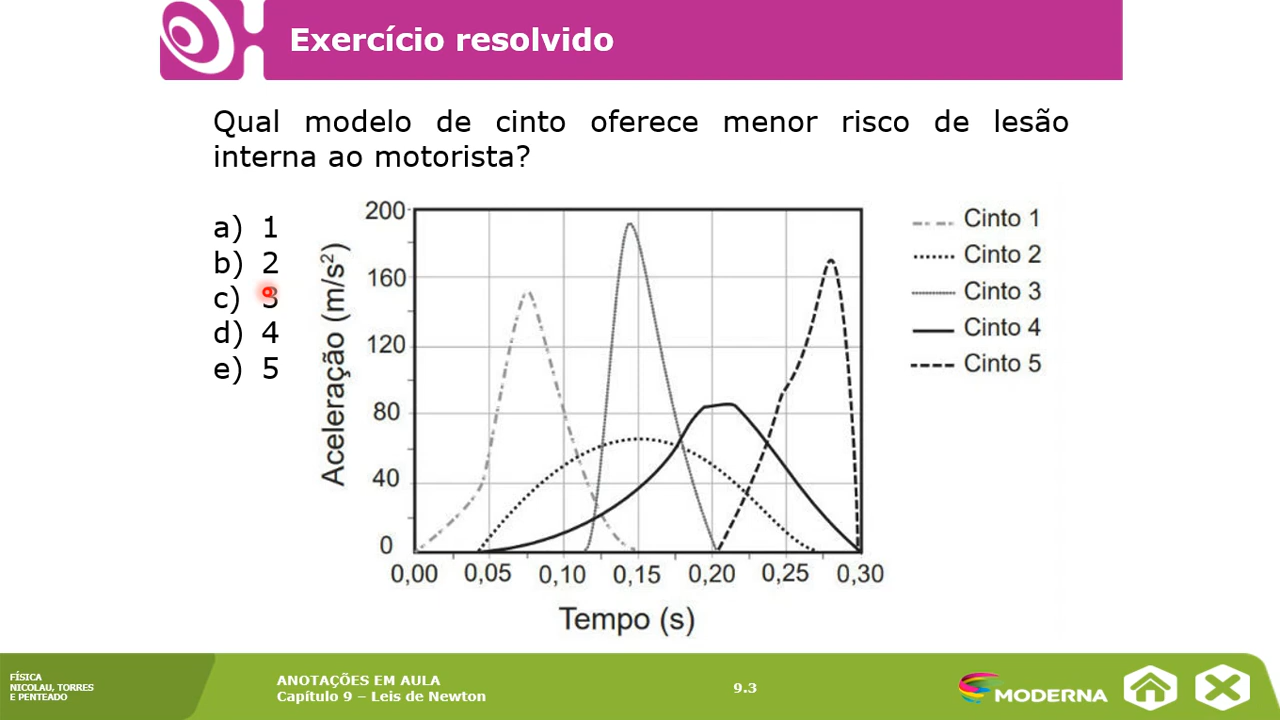 Exercício resolvido
Qual modelo de cinto oferece menor risco de lesão
interna ao motorista?
a) 1
b) 2
c) 3
d) 4
e) 5
Aceleração (m/s²)
200
160
120
80
40
0
0,00 0,05 0,10 0,15 0,20 0,25 0,30
Tempo (s)
Cinto 1
Cinto 2
Cinto 3
Cinto 4
Cinto 5
FÍSICA
NICOLAU, TORRES
E PENTEADO
ANOTAÇÕES EM AULA
Capítulo 9 – Leis de Newton
9.3
MODERNA